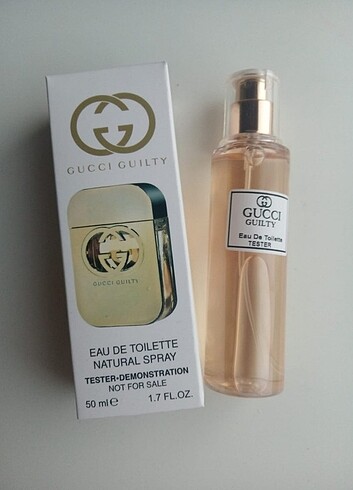 GUCCI GUILTY
GUCCI GUILTY
EAU DE TOILETTE
NATURAL SPRAY
TESTER-DEMONSTRATION
NOT FOR SALE
50 ml℮ 1.7 FL.OZ.
GUCCI
GUILTY
Eau De Toilette
TESTER